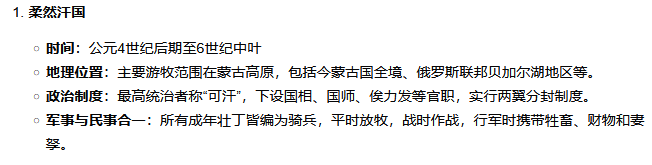 1. 柔然汗国
○ 时间：公元4世纪后期至6世纪中叶
○ 地理位置：主要游牧范围在蒙古高原，包括今蒙古国全境、俄罗斯联邦贝加尔湖地区等。
○ 政治制度：最高统治者称“可汗”，下设国相、国师、俟力发等官职，实行两翼分封制度。
○ 军事与民事合一：所有成年壮丁皆编为骑兵，平时放牧，战时作战，行军时携带牲畜、财物和妻
孥。